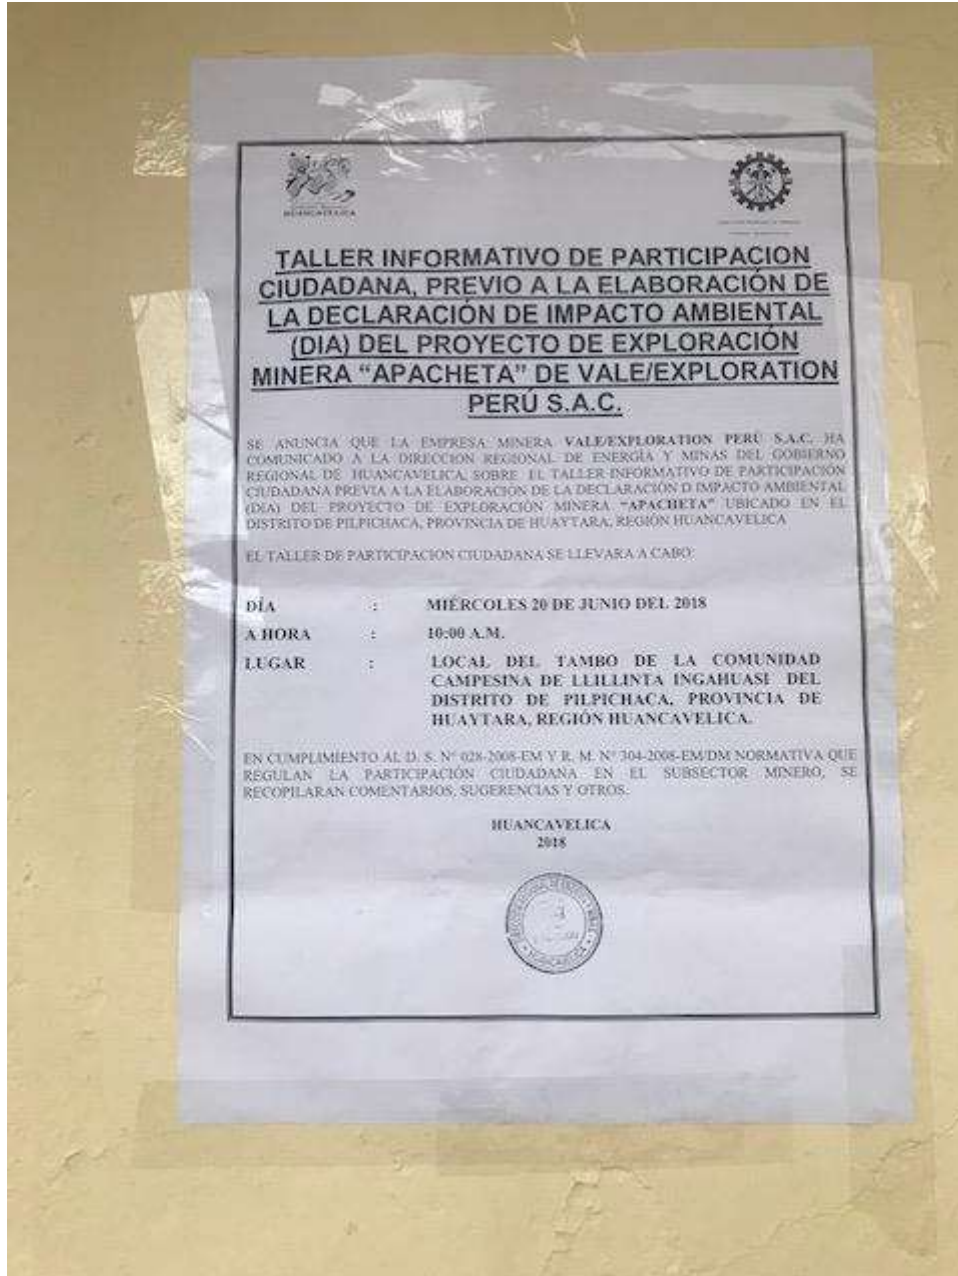 HUANCAVELICA
TALLER INFORMATIVO DE PARTICIPACION
CIUDADANA, PREVIO A LA ELABORACIÓN DE
LA DECLARACIÓN DE IMPACTO AMBIENTAL
(DIA) DEL PROYECTO DE EXPLORACIÓN
MINERA “APACHETA” DE VALE/EXPLORATION
PERÚ S.A.C.
SE ANUNCIA QUE LA EMPRESA MINERA VALE/EXPLORATION PERÚ S.A.C. HA
COMUNICADO A LA DIRECCION REGIONAL DE ENERGÍA Y MINAS DEL GOBIERNO
REGIONAL DE HUANCAVELICA, SOBRE EL TALLER INFORMATIVO DE PARTICIPACIÓN
CIUDADANA PREVIA A LA ELABORACIÓN DE LA DECLARACIÓN D IMPACTO AMBIENTAL
(DIA) DEL PROYECTO DE EXPLORACIÓN MINERA “APACHETA” UBICADO EN EL
DISTRITO DE PILPICHACA, PROVINCIA DE HUAYTARA, REGIÓN HUANCAVELICA
EL TALLER DE PARTICIPACION CIUDADANA SE LLEVARA A CABO:
DÍA : MIÉRCOLES 20 DE JUNIO DEL 2018
A HORA : 10:00 A.M.
LUGAR : LOCAL DEL TAMBO DE LA COMUNIDAD
CAMPESINA DE LLILLINTA INGAHUASI DEL
DISTRITO DE PILPICHACA, PROVINCIA DE
HUAYTARA, REGIÓN HUANCAVELICA.
EN CUMPLIMIENTO AL D. S. N° 028-2008-EM Y R. M. N° 304-2008-EM/DM NORMATIVA QUE
REGULAN LA PARTICIPACIÓN CIUDADANA EN EL SUBSECTOR MINERO, SE
RECOPILARAN COMENTARIOS, SUGERENCIAS Y OTROS.
HUANCAVELICA
2018
HUANCAVELICA